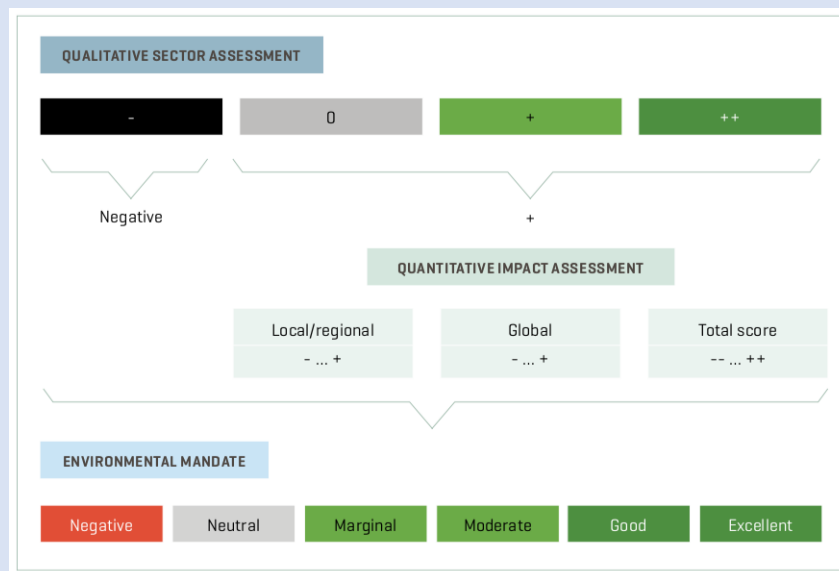 QUALITATIVE SECTOR ASSESSMENT
- 0 + ++
Negative +
QUANTITATIVE IMPACT ASSESSMENT
Local/regional Global Total score
- ... + - ... + -- ... ++
ENVIRONMENTAL MANDATE
Negative Neutral Marginal Moderate Good Excellent